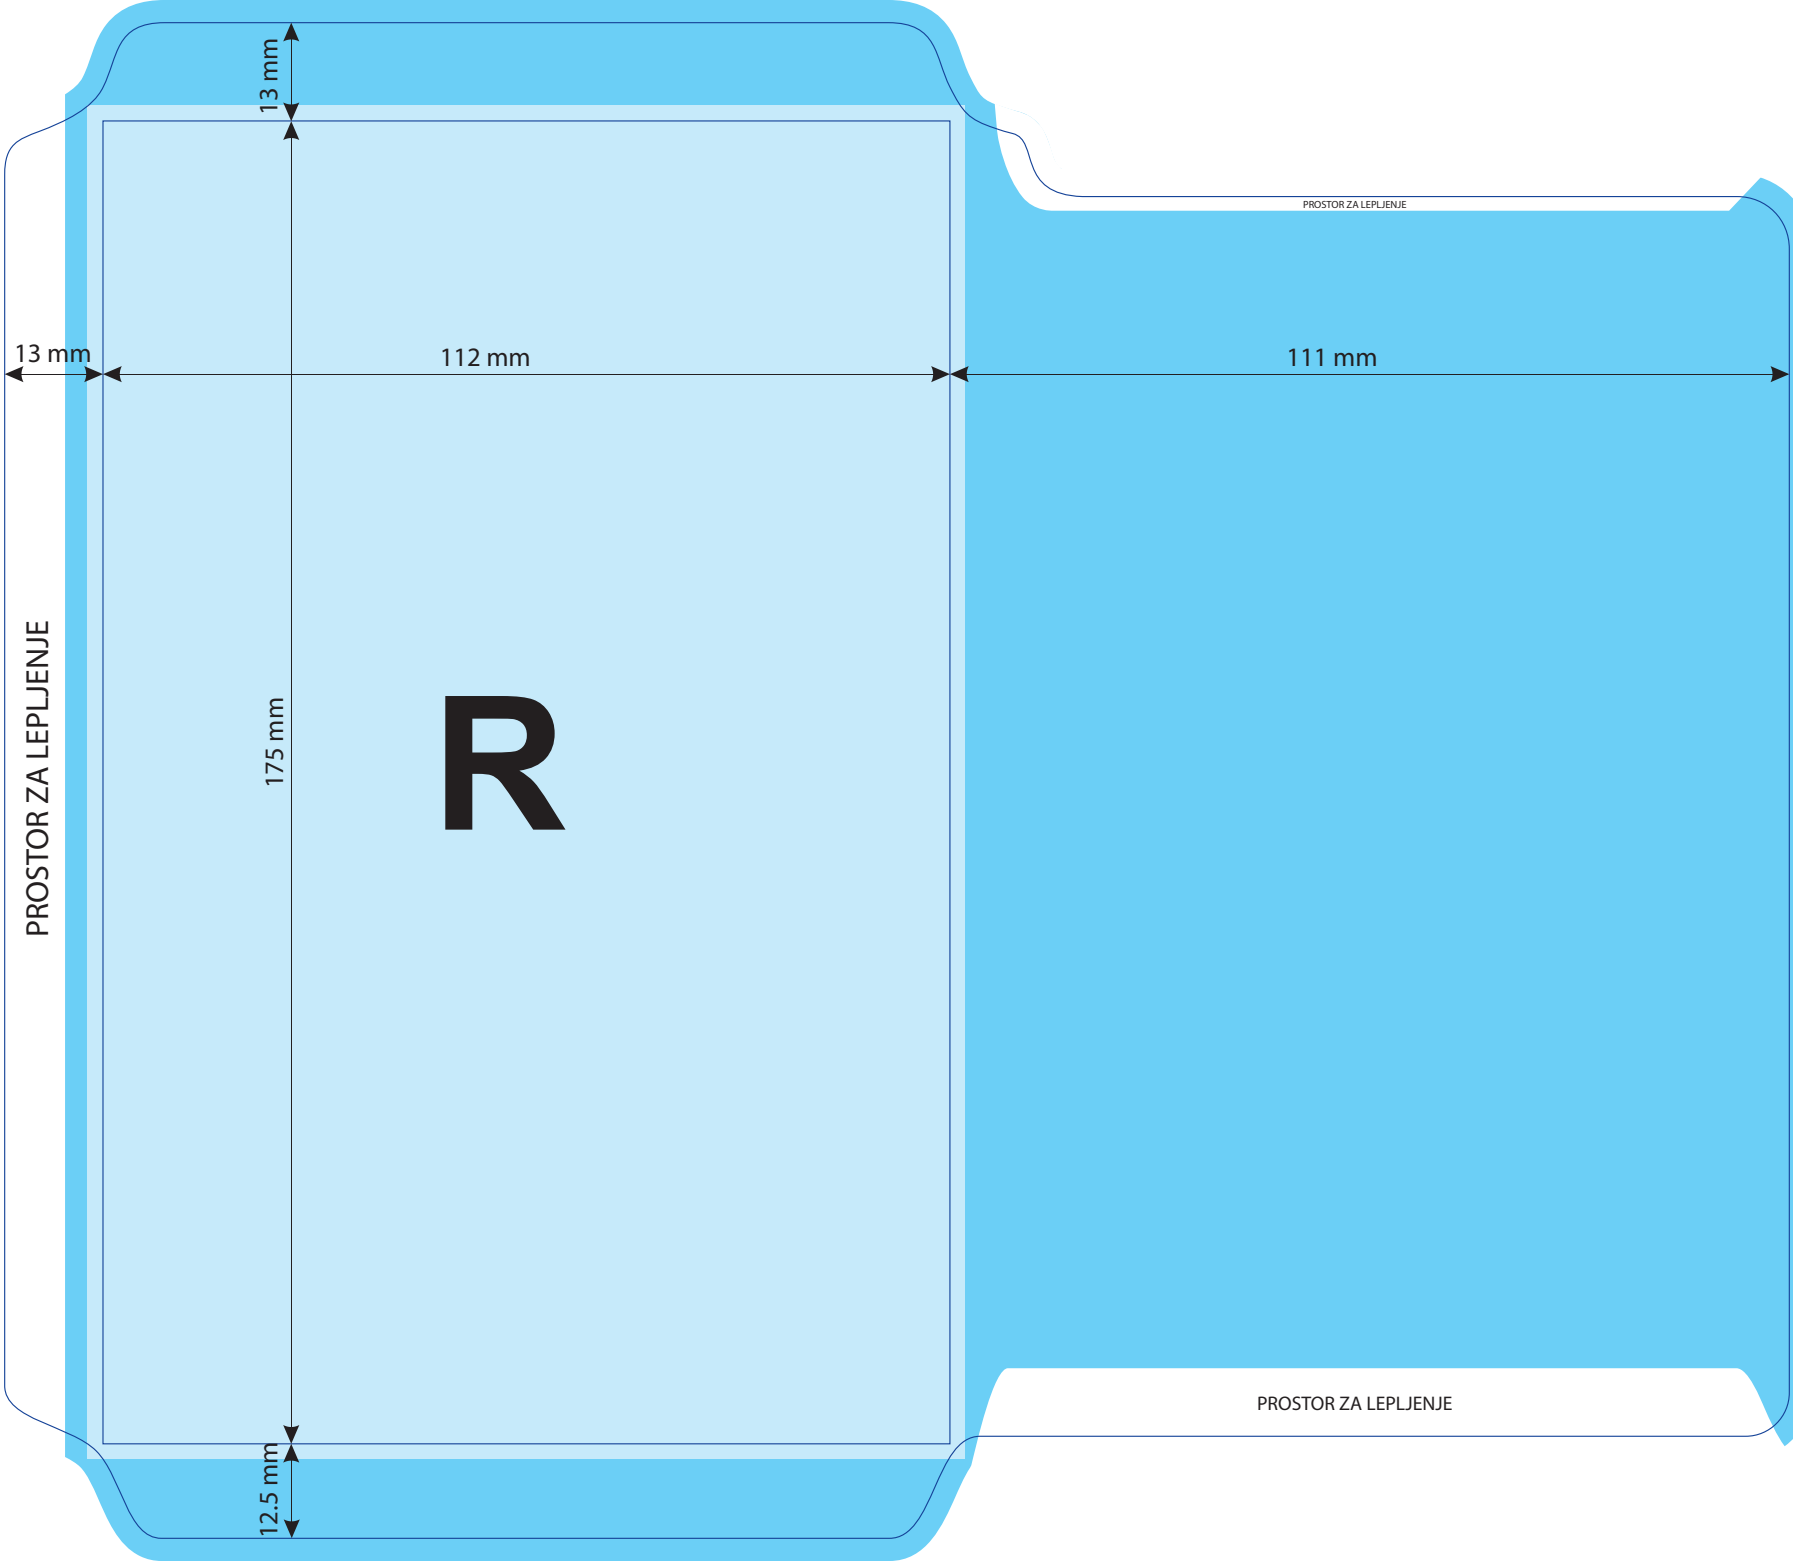 13 mm
PROSTOR ZA LEPLJENJE
13 mm
112 mm
111 mm
PROSTOR ZA LEPLJENJE
175 mm
R
PROSTOR ZA LEPLJENJE
12.5 mm